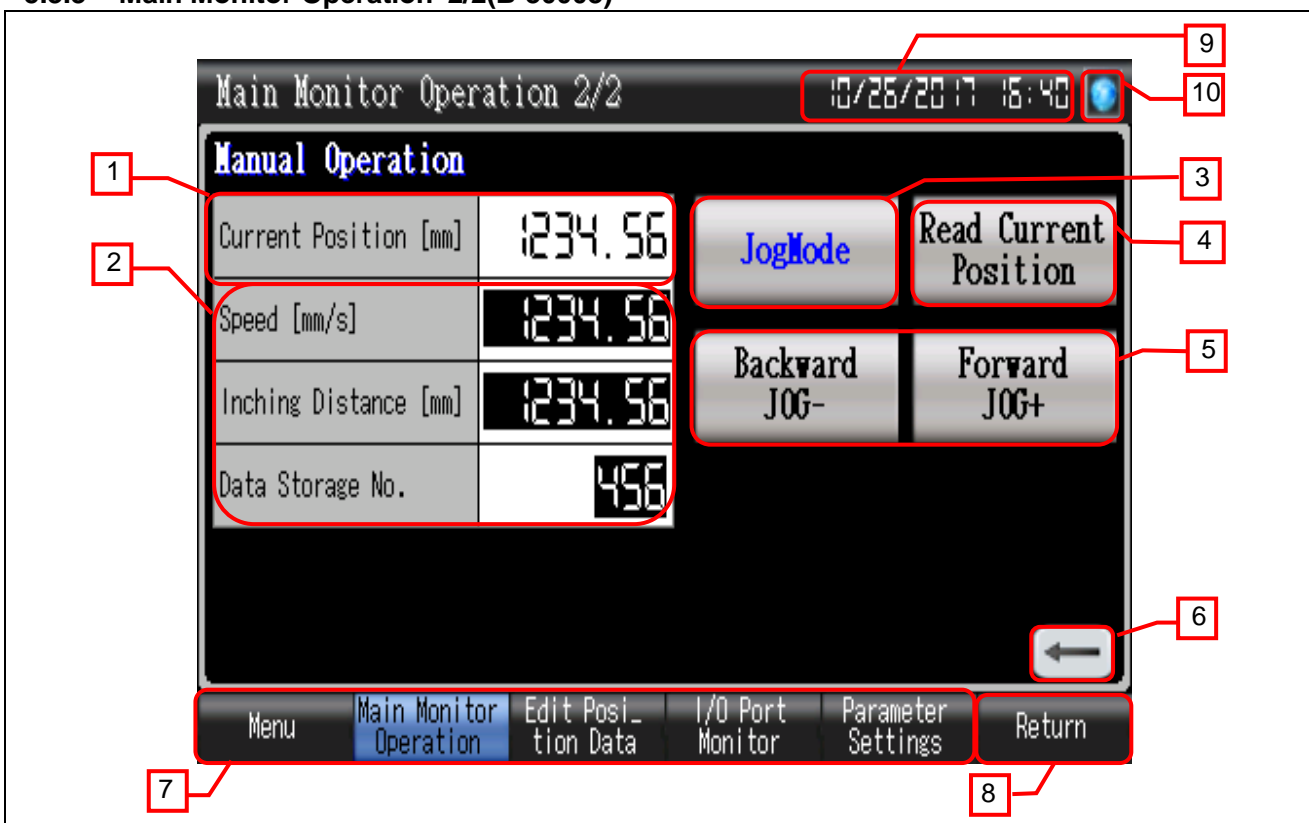 9
Main Monitor Operation 2/2 10/26/2017 16:40
10
Manual Operation
1
Current Position [mm] 1234.56
JogMode
Read Current
Position
3
4
2
Speed [mm/s] 1234.56
Inching Distance [mm] 1234.56
Backward
JOG-
Forward
JOG+
5
Data Storage No. 456
6
Menu
Main Monitor
Operation
Edit Posi_
tion Data
I/O Port
Monitor
Parameter
Settings
Return
7
8